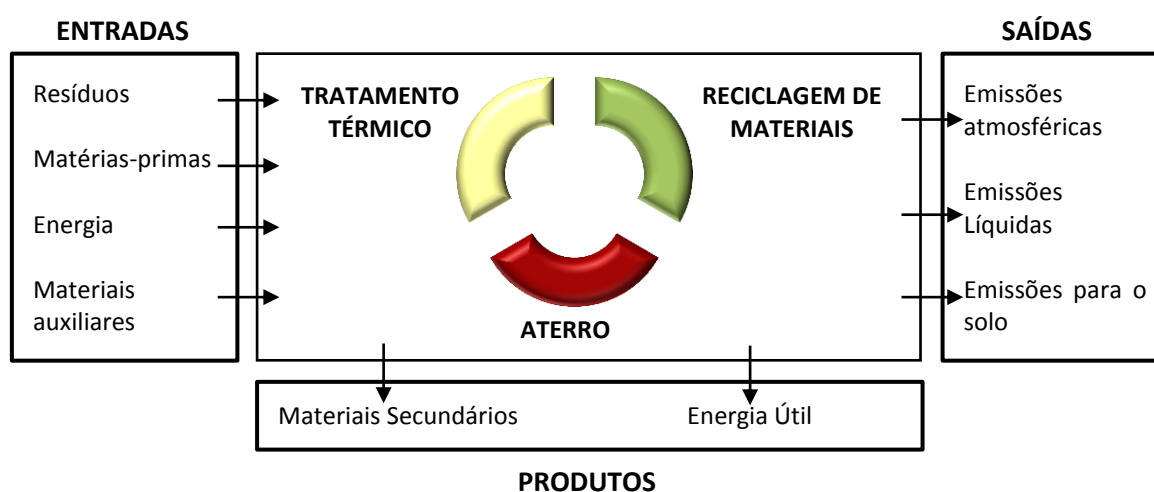 ENTRADAS
Resíduos
Matérias-primas
Energia
Materiais
auxiliares
TRATAMENTO
TÉRMICO
RECICLAGEM DE
MATERIAIS
ATERRO
SAÍDAS
Emissões
atmosféricas
Emissões
Líquidas
Emissões para o
solo
Materiais Secundários
Energia Útil
PRODUTOS